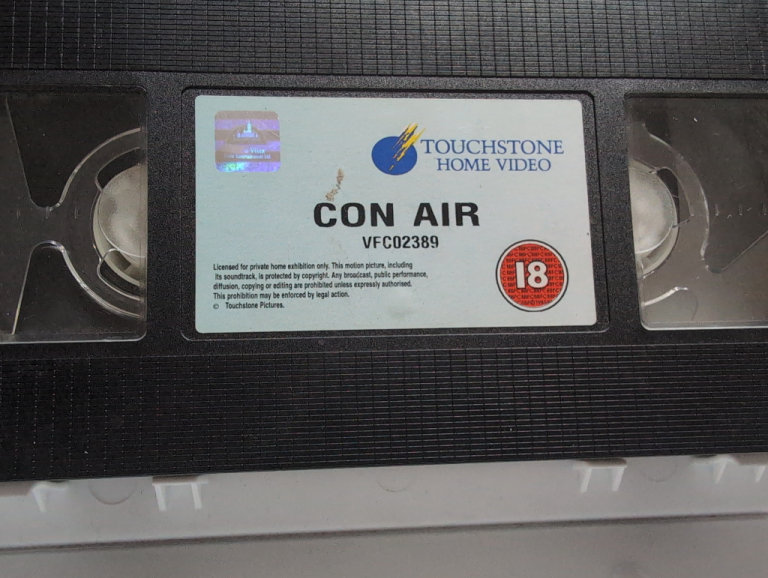 TOUCHSTONE
HOME VIDEO
CON AIR
VFC02389
Licensed for private home exhibition only. This motion picture, including
its soundtrack, is protected by copyright. Any broadcast, public performance,
diffusion, copying or editing are prohibited unless expressly authorised.
This prohibition may be enforced by legal action.
© Touchstone Pictures.
18